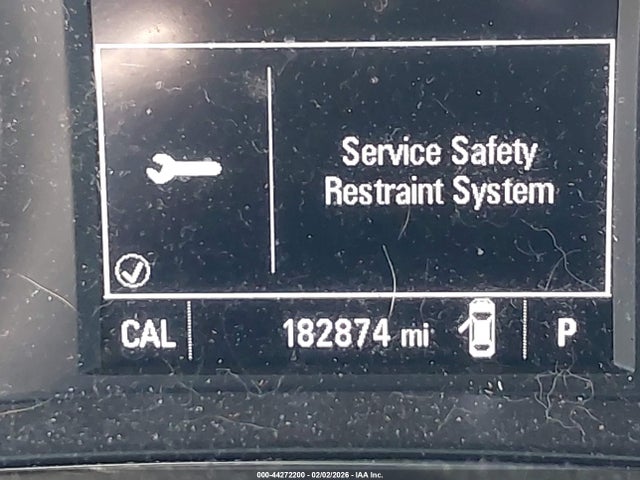 Service Safety
Restraint System
CAL 182874 mi P
000-44272200 - 02/02/2026 - IAA Inc.